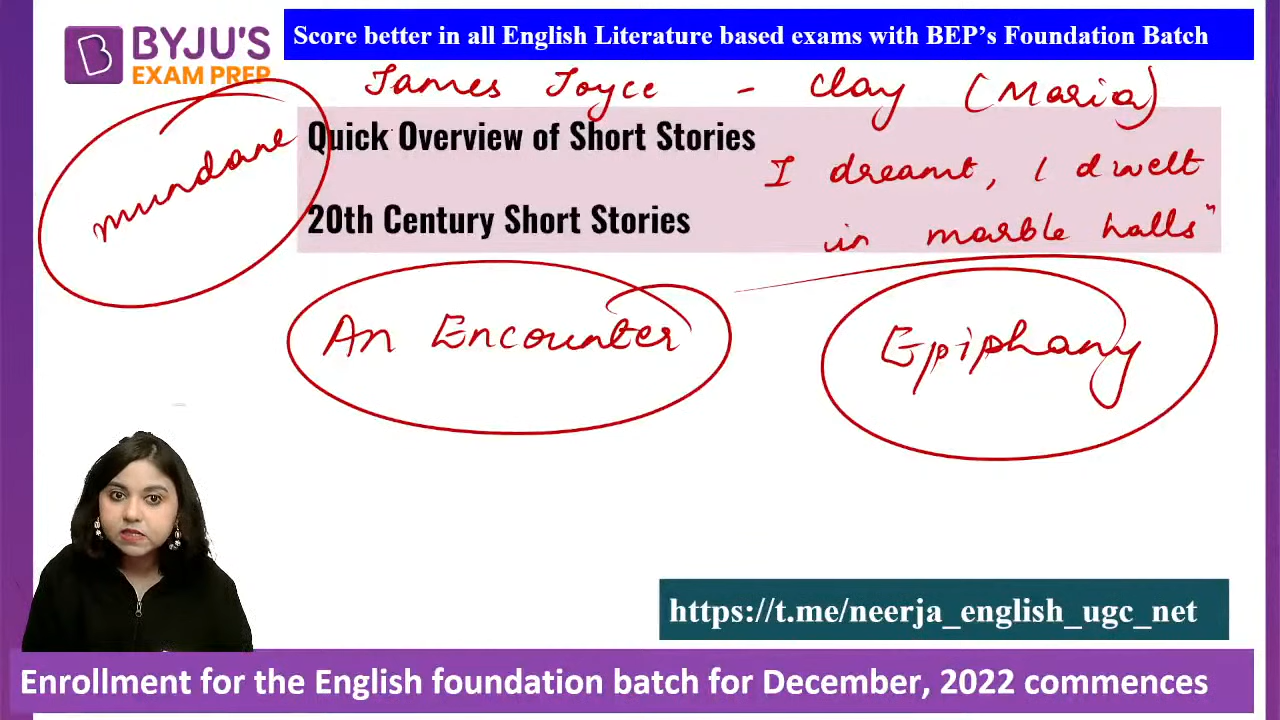 BYJU'S
EXAM PREP
Score better in all English Literature based exams with BEP's Foundation Batch
James Joyce - Clay (Maria)
mundane
Quick Overview of Short Stories
I dreamt, I dwelt
20th Century Short Stories
in marble halls"
An Encounter
Epiphany
https://t.me/neerja_english_ugc_net
Enrollment for the English foundation batch for December, 2022 commences